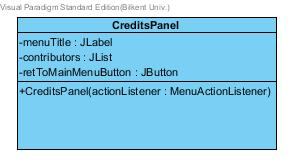 Visual Paradigm Standard Edition(Bilkent Univ.)
CreditsPanel
-menuTitle : JLabel
-contributors : JList
-retToMainMenuButton : JButton
+CreditsPanel(actionListener : MenuActionListener)